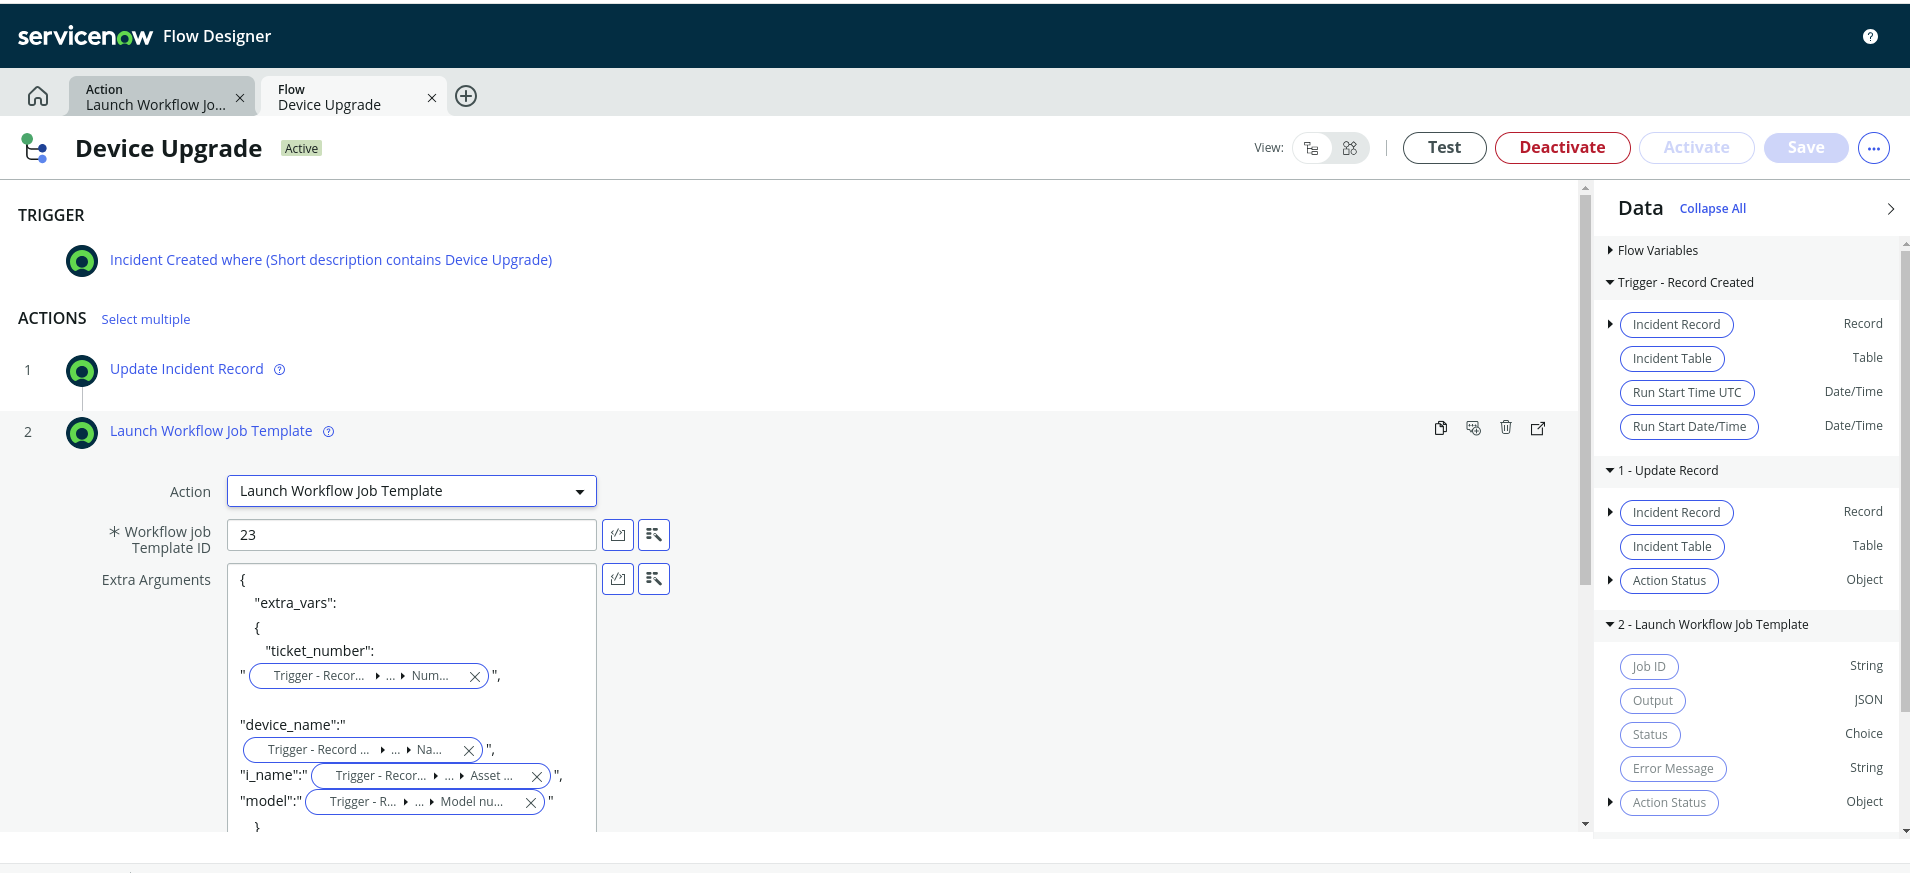 servicenow Flow Designer
?
Action
Launch Workflow Jo...
Flow
Device Upgrade
Device Upgrade Active
View:
Test
Deactivate
Activate
Save
...
TRIGGER
Incident Created where (Short description contains Device Upgrade)
ACTIONS Select multiple
1 Update Incident Record ?
2 Launch Workflow Job Template ?
Action Launch Workflow Job Template
* Workflow job
Template ID
23
Extra Arguments
{
"extra_vars":
{
"ticket_number":
" Trigger - Recor... ... Num... ",
"device_name":"
Trigger - Record ... ... Na... ",
"i_name":" Trigger - Recor... ... Asset ... ",
"model":" Trigger - R... ... Model nu... "
}
Data Collapse All
Flow Variables
Trigger - Record Created
Incident Record Record
Incident Table Table
Run Start Time UTC Date/Time
Run Start Date/Time Date/Time
1 - Update Record
Incident Record Record
Incident Table Table
Action Status Object
2 - Launch Workflow Job Template
Job ID String
Output JSON
Status Choice
Error Message String
Action Status Object